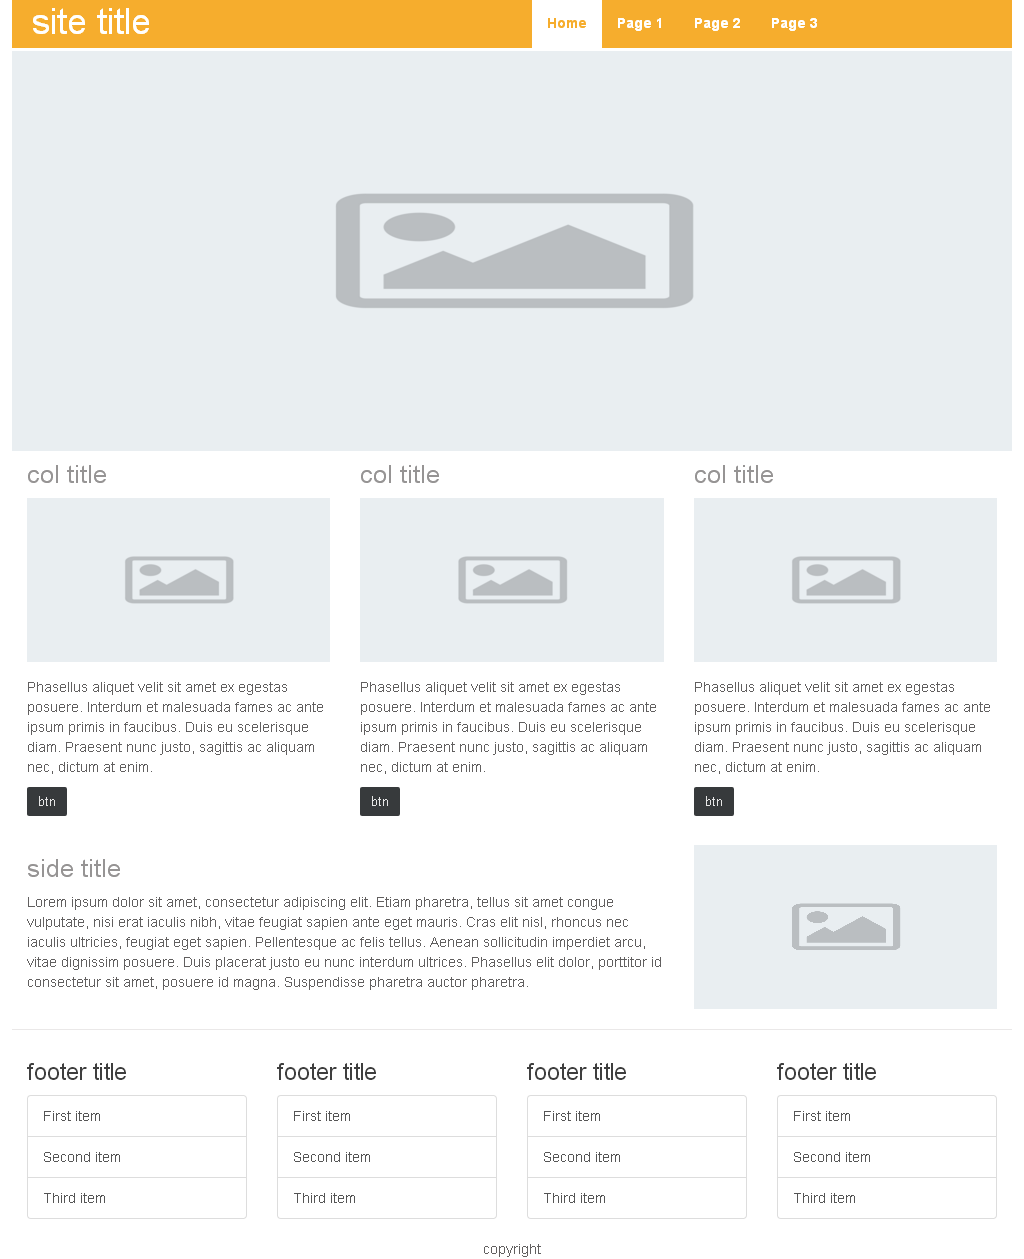 site title
Home
Page 1
Page 2
Page 3
col title
Phasellus aliquet velit sit amet ex egestas
posuere. Interdum et malesuada fames ac ante
ipsum primis in faucibus. Duis eu scelerisque
diam. Praesent nunc justo, sagittis ac aliquam
nec, dictum at enim.
btn
col title
Phasellus aliquet velit sit amet ex egestas
posuere. Interdum et malesuada fames ac ante
ipsum primis in faucibus. Duis eu scelerisque
diam. Praesent nunc justo, sagittis ac aliquam
nec, dictum at enim.
btn
col title
Phasellus aliquet velit sit amet ex egestas
posuere. Interdum et malesuada fames ac ante
ipsum primis in faucibus. Duis eu scelerisque
diam. Praesent nunc justo, sagittis ac aliquam
nec, dictum at enim.
btn
side title
Lorem ipsum dolor sit amet, consectetur adipiscing elit. Etiam pharetra, tellus sit amet congue
vulputate, nisi erat iaculis nibh, vitae feugiat sapien ante eget mauris. Cras elit nisl, rhoncus nec
iaculis ultricies, feugiat eget sapien. Pellentesque ac felis tellus. Aenean sollicitudin imperdiet arcu,
vitae dignissim posuere. Duis placerat justo eu nunc interdum ultrices. Phasellus elit dolor, porttitor id
consectetur sit amet, posuere id magna. Suspendisse pharetra auctor pharetra.
footer title
First item
Second item
Third item
footer title
First item
Second item
Third item
footer title
First item
Second item
Third item
footer title
First item
Second item
Third item
copyright